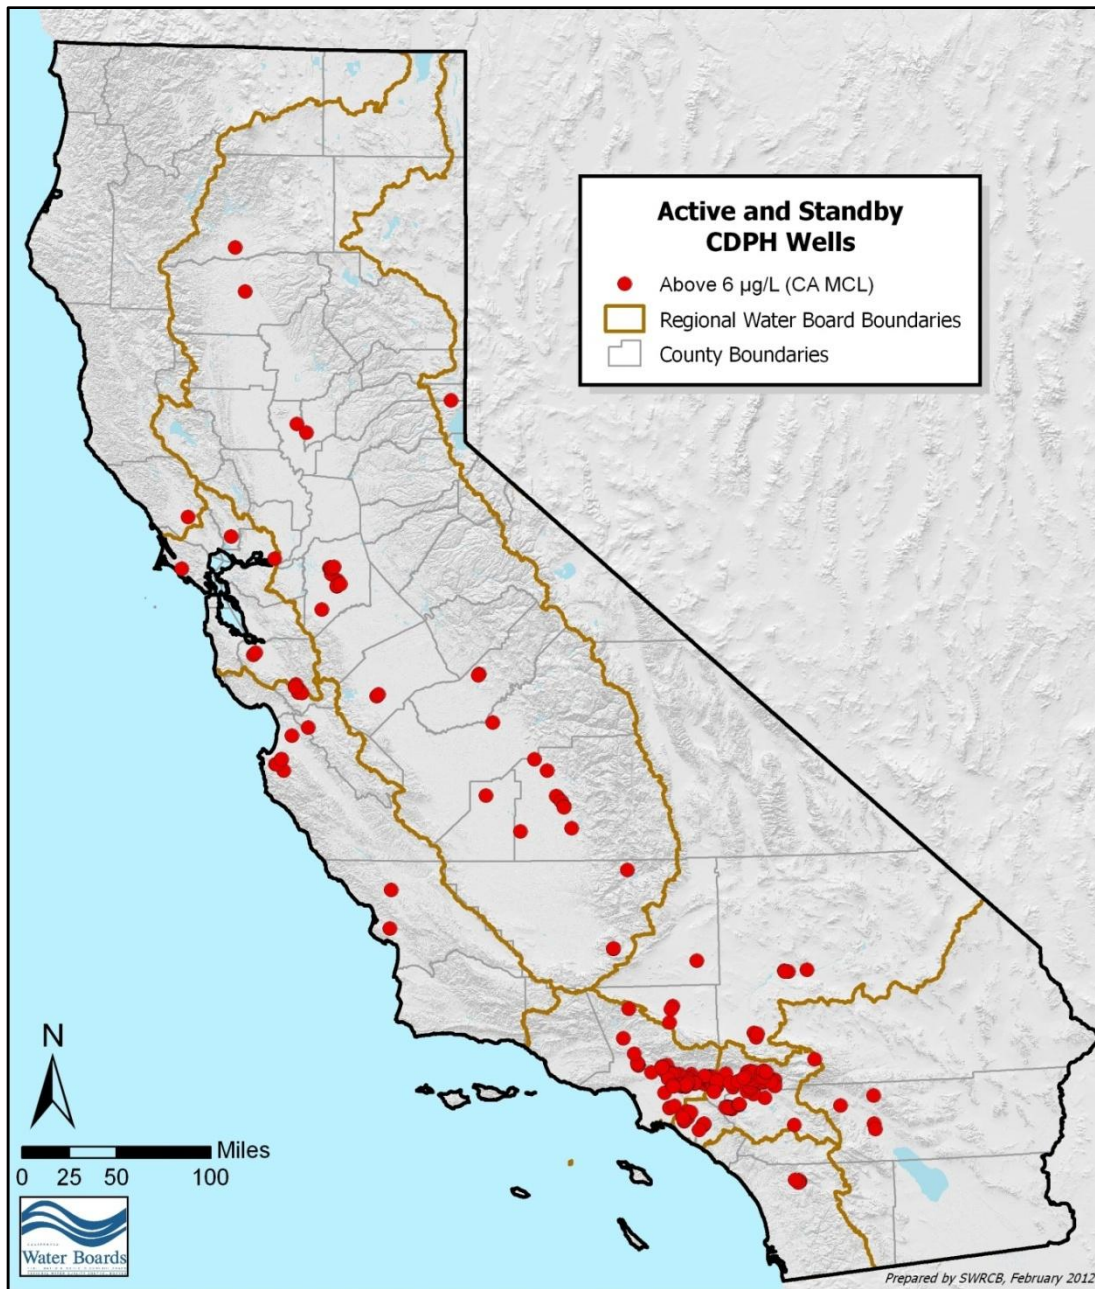 Active and Standby
CDPH Wells
Above 6 µg/L (CA MCL)
Regional Water Board Boundaries
County Boundaries
N
Miles
0 25 50 100
Water Boards
Prepared by SWRCB, February 2012